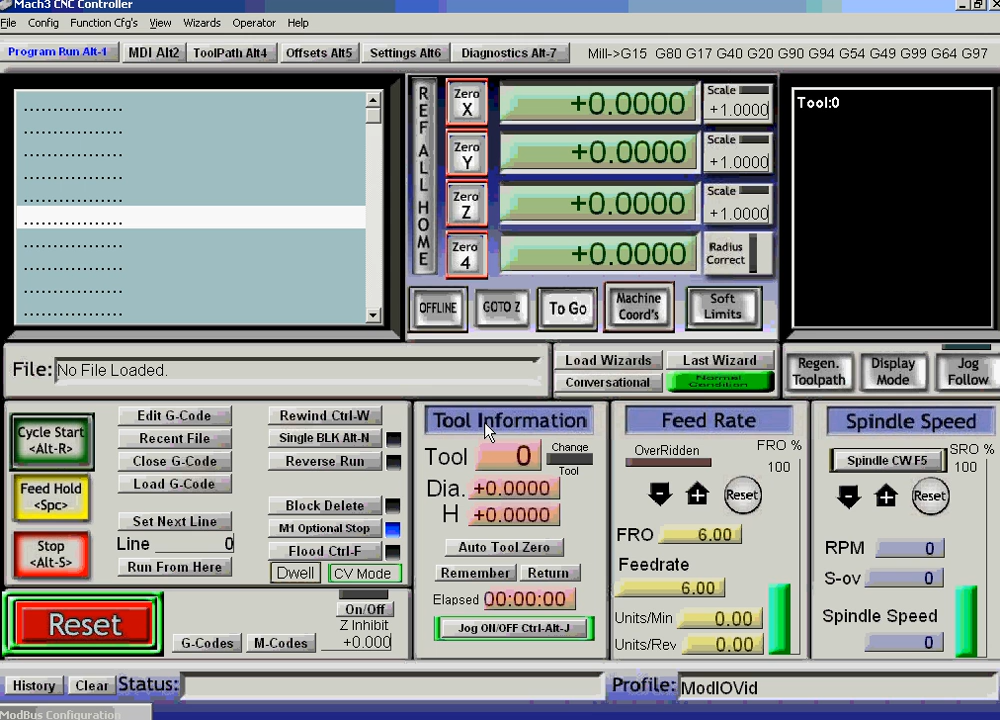 Mach3 CNC Controller
File Config Function Cfg's View Wizards Operator Help
Program Run Alt-1 MDI Alt2 ToolPath Alt4 Offsets Alt5 Settings Alt6 Diagnostics Alt-7 Mill->G15 G80 G17 G40 G20 G90 G94 G54 G49 G99 G64 G97
REF ALL HOME
Zero X +0.0000 Scale +1.0000
Zero Y +0.0000 Scale +1.0000
Zero Z +0.0000 Scale +1.0000
Zero 4 +0.0000 Radius Correct
OFFLINE GOTO Z To Go Machine Coord's Soft Limits
Tool:0
File: No File Loaded.
Load Wizards Last Wizard
Conversational Normal Condition
Regen. Toolpath Display Mode Jog Follow
Cycle Start <Alt-R>
Feed Hold <Spc>
Stop <Alt-S>
Edit G-Code
Recent File
Close G-Code
Load G-Code
Set Next Line
Line 0
Run From Here
Rewind Ctrl-W
Single BLK Alt-N
Reverse Run
Block Delete
M1 Optional Stop
Flood Ctrl-F
Dwell CV Mode
Reset
G-Codes M-Codes
On/Off
Z Inhibit
+0.000
Tool Information
Tool 0 Change Tool
Dia. +0.0000
H +0.0000
Auto Tool Zero
Remember Return
Elapsed 00:00:00
Jog ON/OFF Ctrl-Alt-J
Feed Rate
OverRidden FRO % 100
Reset
FRO 6.00
Feedrate
6.00
Units/Min 0.00
Units/Rev 0.00
Spindle Speed
Spindle CW F5 SRO % 100
Reset
RPM 0
S-ov 0
Spindle Speed
0
History Clear Status: Profile: ModIOVid
ModBus Configuration